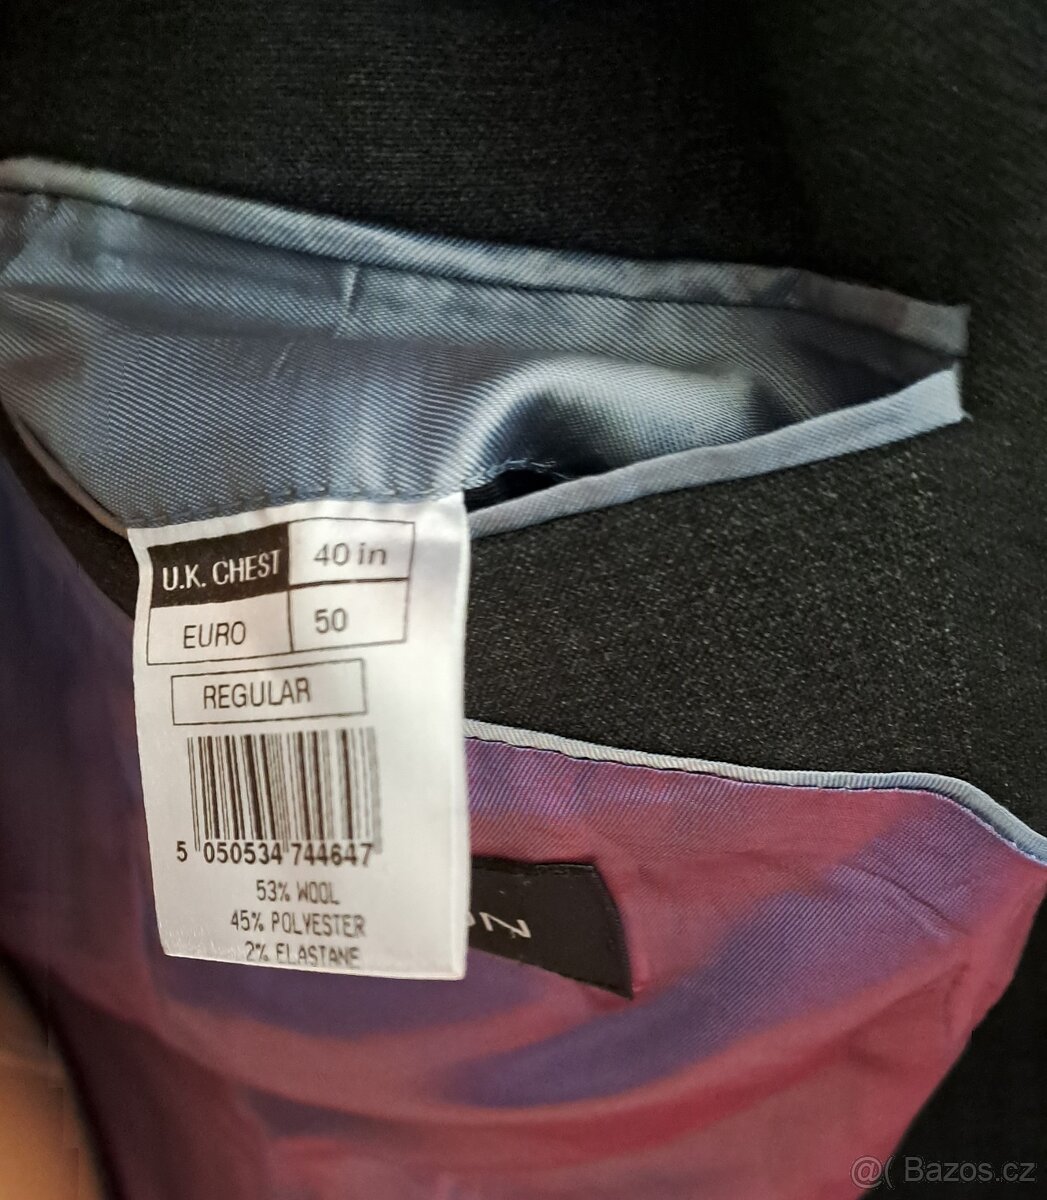 U.K. CHEST 40 in
EURO 50
REGULAR
5 050534 744647
53% WOOL
45% POLYESTER
2% ELASTANE
@( Bazos.cz